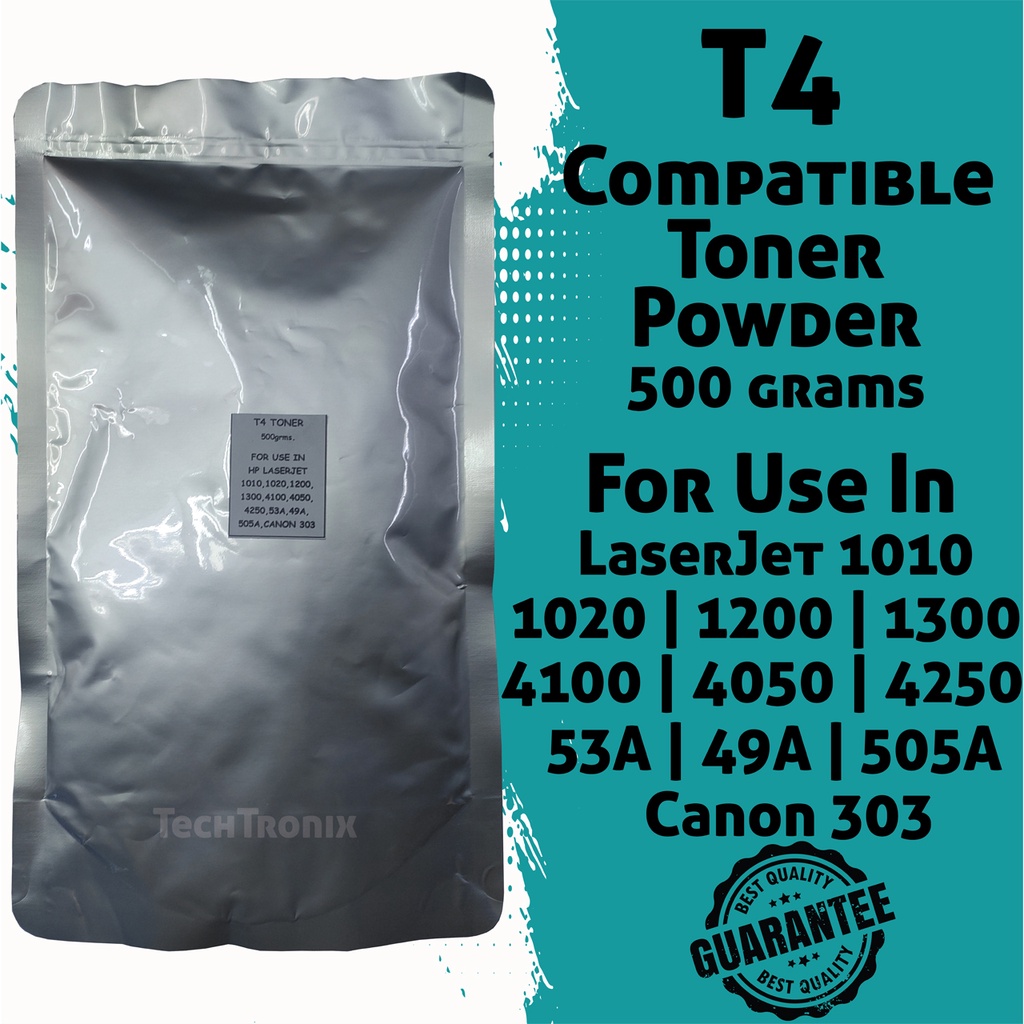 T4 TONER
500grms.
FOR USE IN
HP LASERJET
1010,1020,1200,
1300,4100,4050,
4250,53A,49A,
505A,CANON 303
TechTronix
T4
Compatible
Toner
Powder
500 grams
For Use In
LaserJet 1010
1020 | 1200 | 1300
4100 | 4050 | 4250
53A | 49A | 505A
Canon 303
BEST QUALITY
GUARANTEE
BEST QUALITY